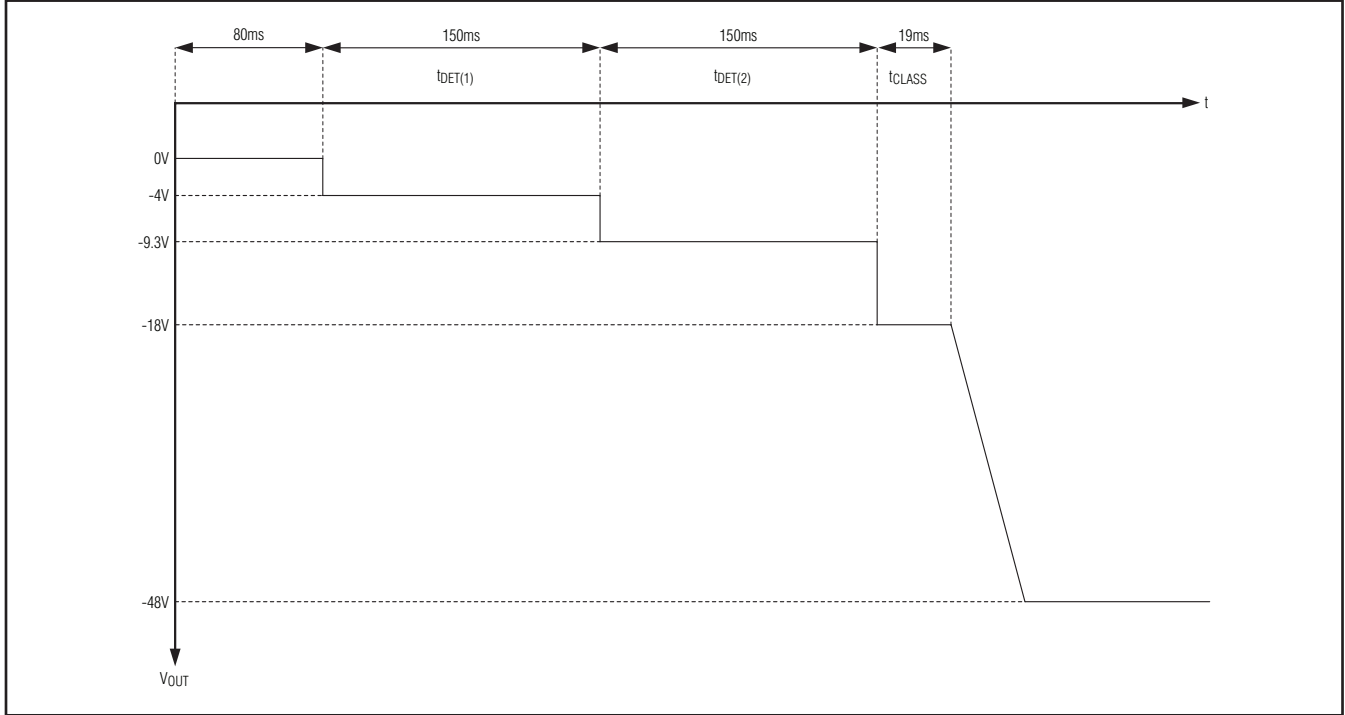 80ms 150ms 150ms 19ms
tDET(1) tDET(2) tCLASS
t
0V
-4V
-9.3V
-18V
-48V
VOUT